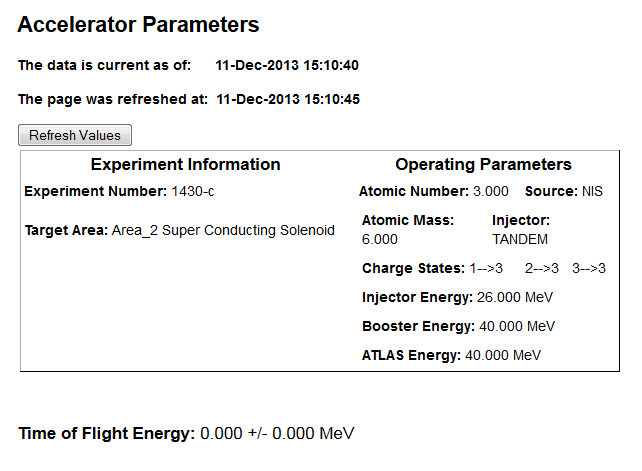 Accelerator Parameters
The data is current as of: 11-Dec-2013 15:10:40
The page was refreshed at: 11-Dec-2013 15:10:45
Refresh Values
Experiment Information
Experiment Number: 1430-c
Target Area: Area_2 Super Conducting Solenoid
Operating Parameters
Atomic Number: 3.000 Source: NIS
Atomic Mass: Injector:
6.000 TANDEM
Charge States: 1-->3 2-->3 3-->3
Injector Energy: 26.000 MeV
Booster Energy: 40.000 MeV
ATLAS Energy: 40.000 MeV
Time of Flight Energy: 0.000 +/- 0.000 MeV